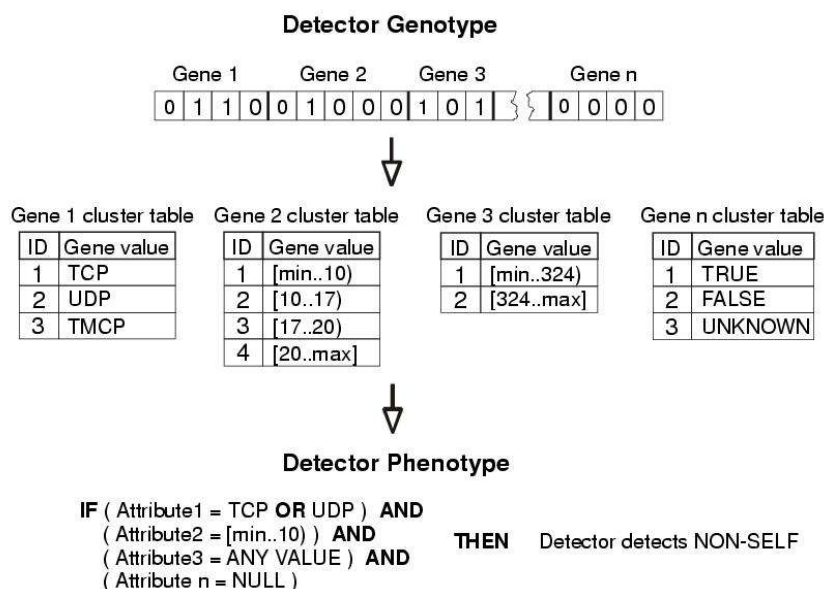 Detector Genotype
Gene 1 Gene 2 Gene 3 Gene n
0 1 1 0 0 1 0 0 0 1 0 1 0 0 0 0
Gene 1 cluster table Gene 2 cluster table Gene 3 cluster table Gene n cluster table
ID Gene value ID Gene value ID Gene value ID Gene value
1 TCP 1 [min..10) 1 [min..324) 1 TRUE
2 UDP 2 [10..17) 2 [324..max] 2 FALSE
3 TMCP 3 [17..20) 3 UNKNOWN
4 [20..max]
Detector Phenotype
IF ( Attribute1 = TCP OR UDP ) AND
( Attribute2 = [min..10) ) AND
THEN Detector detects NON-SELF
( Attribute3 = ANY VALUE ) AND
( Attribute n = NULL )